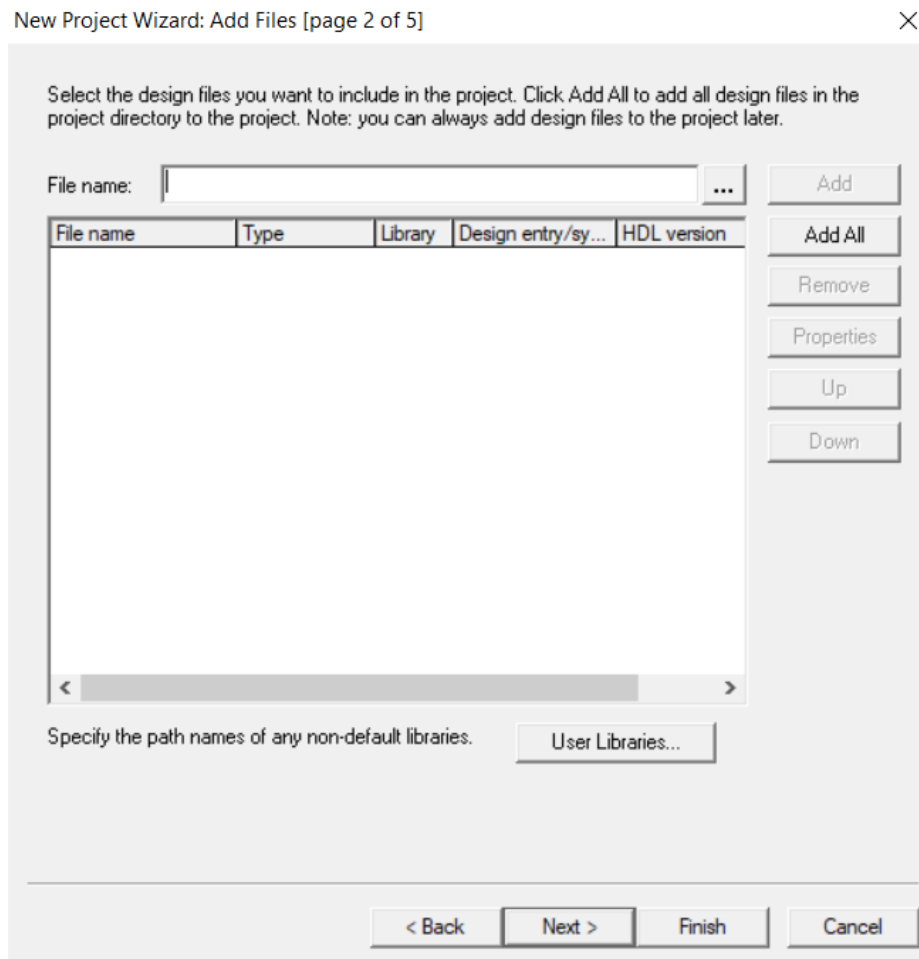 New Project Wizard: Add Files [page 2 of 5]
Select the design files you want to include in the project. Click Add All to add all design files in the
project directory to the project. Note: you can always add design files to the project later.
File name:
...
Add
File name Type Library Design entry/sy... HDL version
Add All
Remove
Properties
Up
Down
Specify the path names of any non-default libraries.
User Libraries...
< Back Next > Finish Cancel